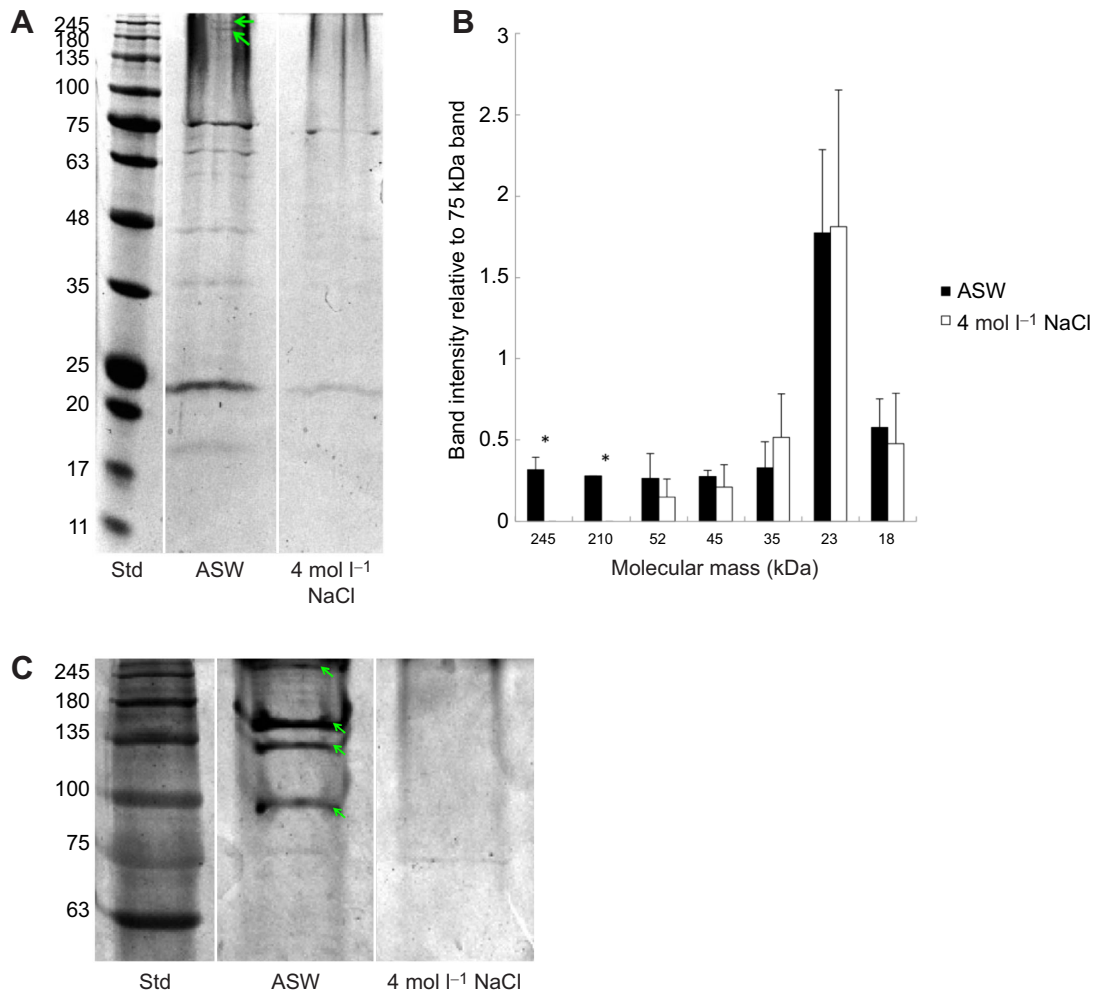 A
245
180
135
100
75
63
48
35
25
20
17
11
Std
ASW
4 mol l⁻¹
NaCl
B
3
2.5
2
1.5
1
0.5
0
Band intensity relative to 75 kDa band
*
*
ASW
4 mol l⁻¹ NaCl
245 210 52 45 35 23 18
Molecular mass (kDa)
C
245
180
135
100
75
63
Std ASW 4 mol l⁻¹ NaCl